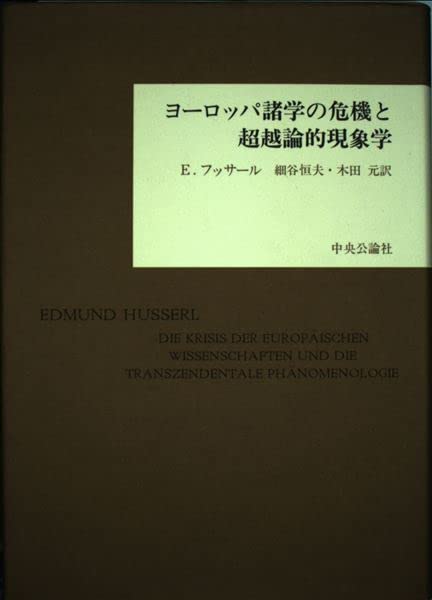 ヨーロッパ諸学の危機と
超越論的現象学
E. フッサール 細谷恒夫・木田 元訳
中央公論社
EDMUND HUSSERL
DIE KRISIS DER EUROPÄISCHEN
WISSENSCHAFTEN UND DIE
TRANSZENDENTALE PHÄNOMENOLOGIE